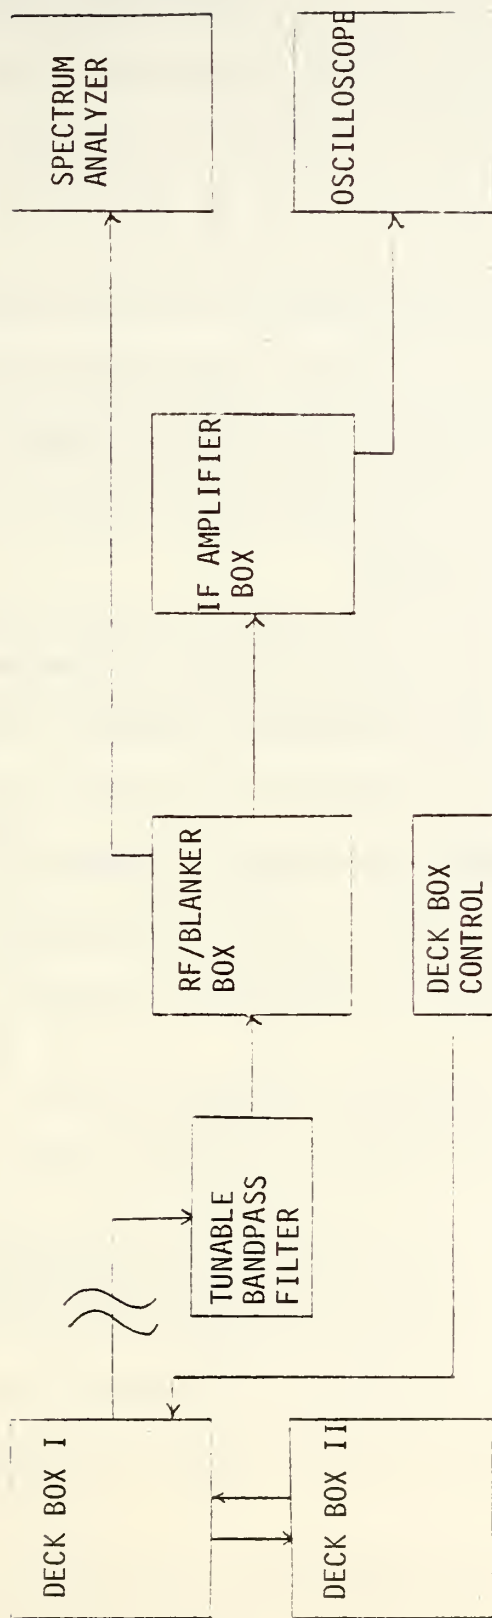 DECK BOX I
DECK BOX II
TUNABLE
BANDPASS
FILTER
RF/BLANKER
BOX
DECK BOX
CONTROL
IF AMPLIFIER
BOX
SPECTRUM
ANALYZER
OSCILLOSCOPE